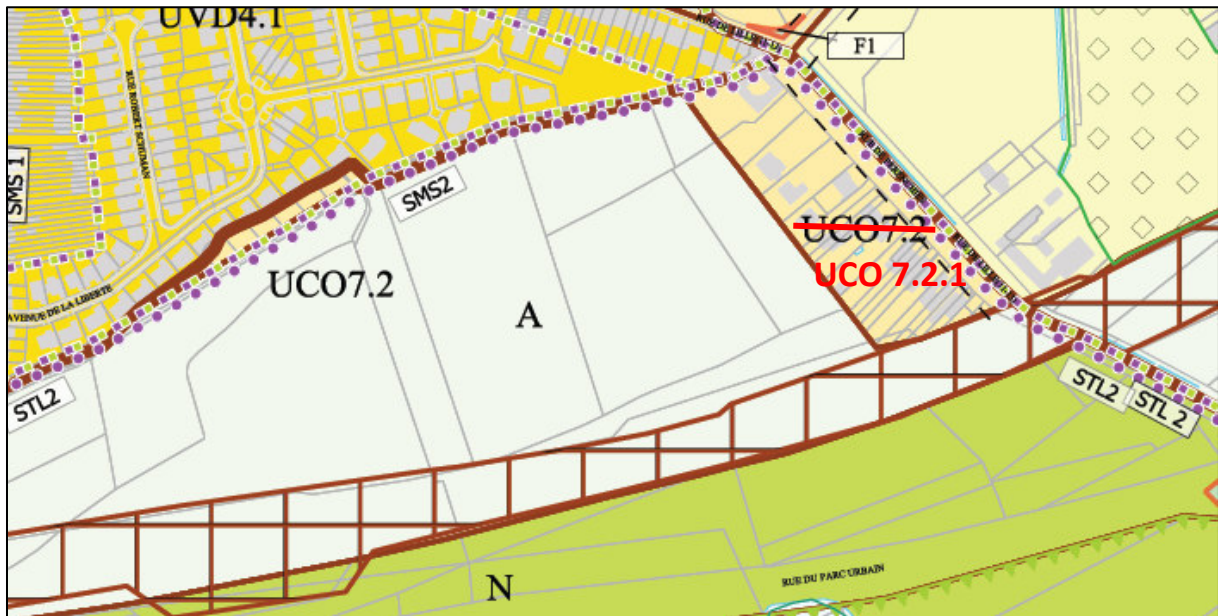 UVD4.1
F1
RUE ROBERT SCHUMAN
SMS 1
SMS2
UCO7.2
UCO7.2
UCO 7.2.1
A
AVENUE DE LA LIBERTE
STL2
STL2
STL 2
RUE DU PARC URBAIN
N